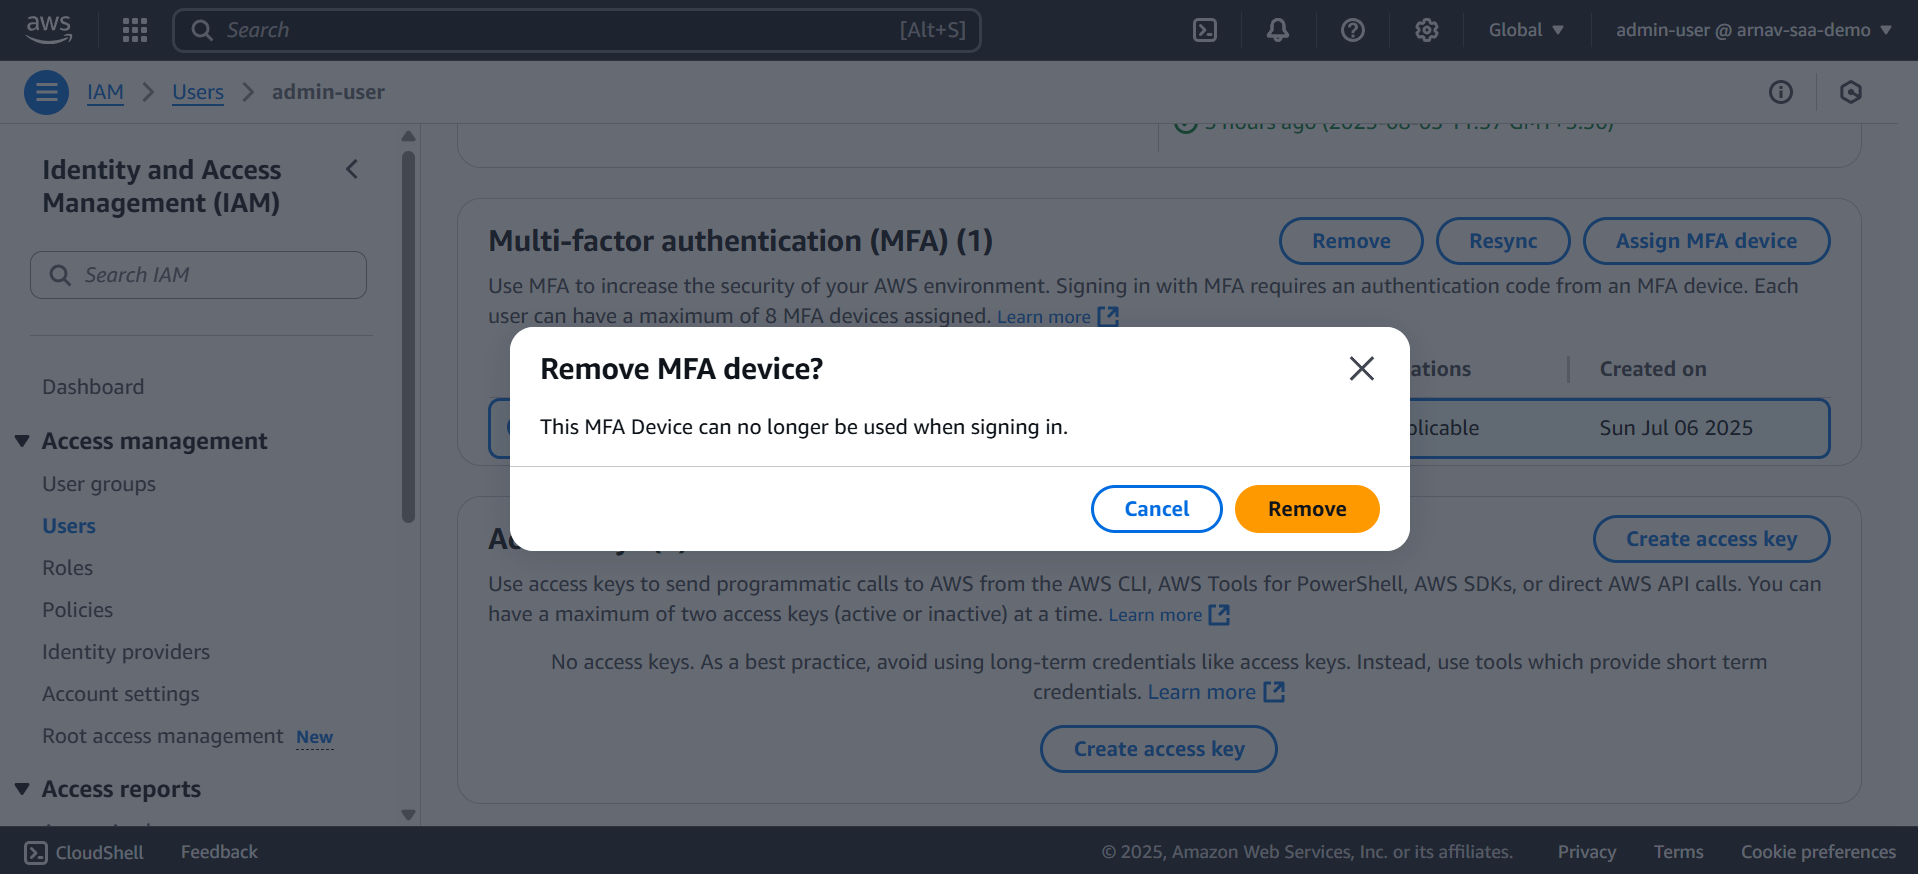 aws
Search [Alt+S]
Global
admin-user @ arnav-saa-demo
IAM > Users > admin-user
Identity and Access
Management (IAM)
Search IAM
Dashboard
Access management
User groups
Users
Roles
Policies
Identity providers
Account settings
Root access management New
Access reports
Multi-factor authentication (MFA) (1)
Remove
Resync
Assign MFA device
Use MFA to increase the security of your AWS environment. Signing in with MFA requires an authentication code from an MFA device. Each
user can have a maximum of 8 MFA devices assigned. Learn more
Created on
Sun Jul 06 2025
Remove MFA device?
This MFA Device can no longer be used when signing in.
Cancel
Remove
Create access key
Use access keys to send programmatic calls to AWS from the AWS CLI, AWS Tools for PowerShell, AWS SDKs, or direct AWS API calls. You can
have a maximum of two access keys (active or inactive) at a time. Learn more
No access keys. As a best practice, avoid using long-term credentials like access keys. Instead, use tools which provide short term
credentials. Learn more
Create access key
CloudShell
Feedback
© 2025, Amazon Web Services, Inc. or its affiliates.
Privacy
Terms
Cookie preferences